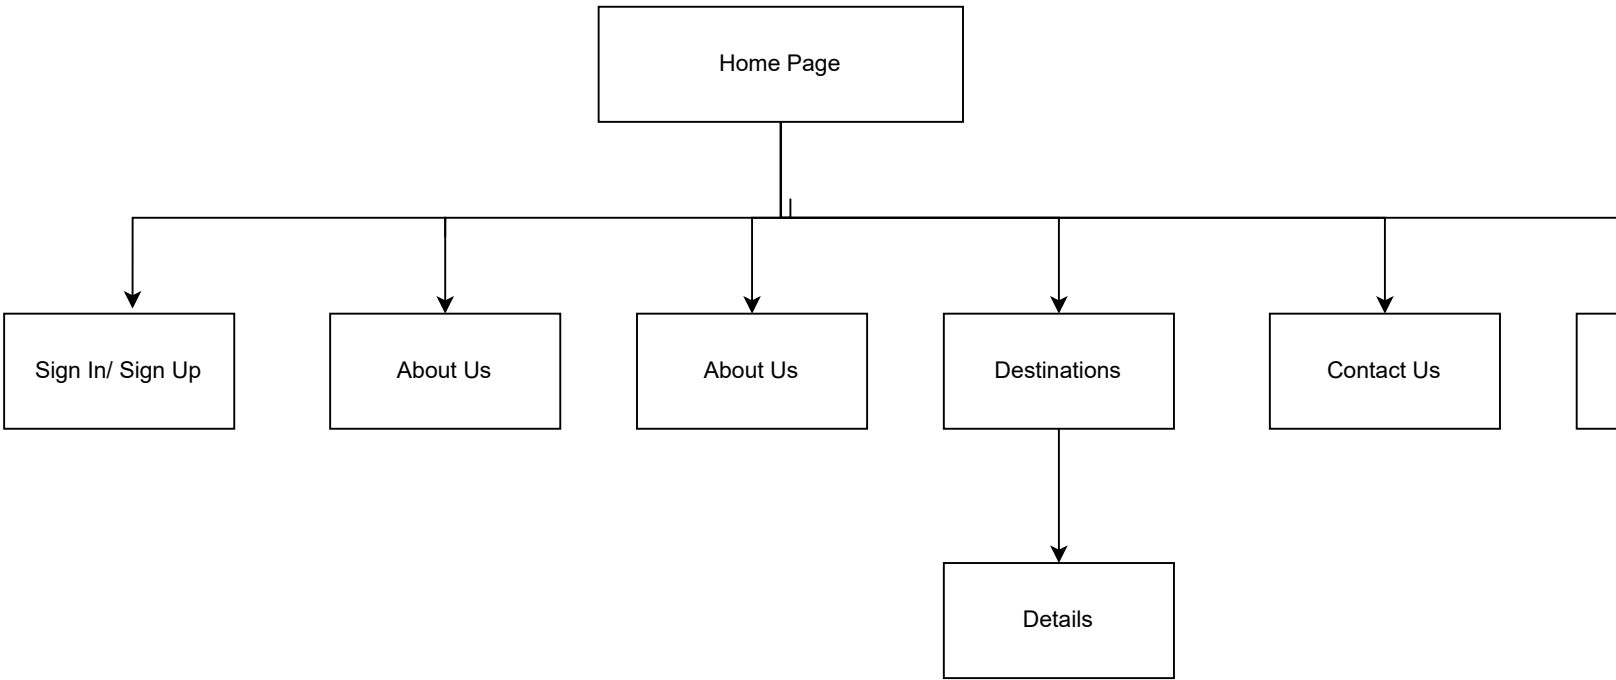 Home Page
Sign In/ Sign Up
About Us
About Us
Destinations
Contact Us
Details